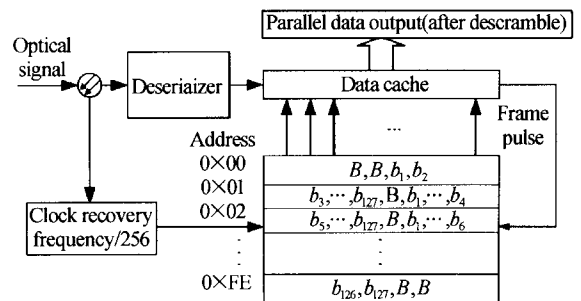 Parallel data output(after descramble)
Optical
signal
Deseriaizer
Data cache
Frame
pulse
...
Address
0×00
B, B, b₁, b₂
0×01
b₃,⋯,b₁₂₇, B, b₁,⋯, b₄
0×02
b₅,⋯,b₁₂₇, B, b₁,⋯, b₆
Clock recovery
frequency/256
⋮
⋮
⋮
0×FE
b₁₂₆, b₁₂₇, B, B